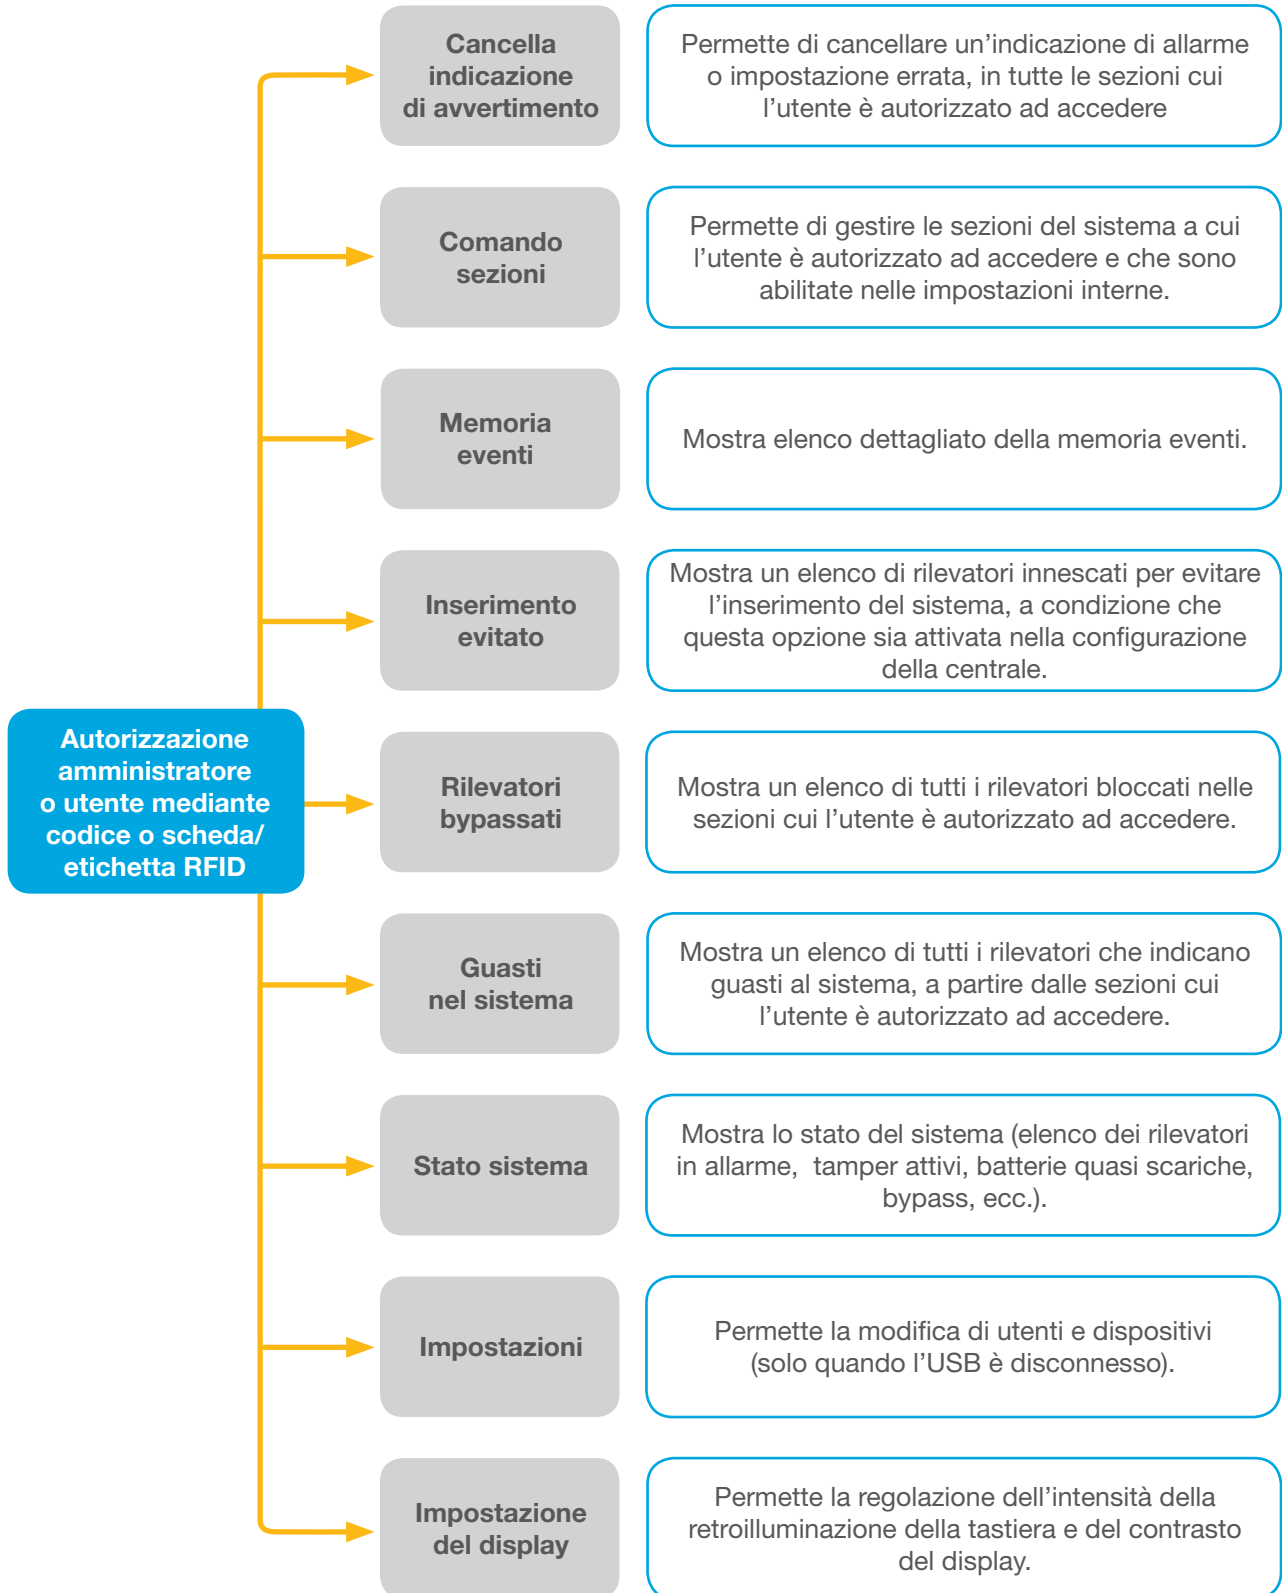 Cancella
indicazione
di avvertimento
Permette di cancellare un’indicazione di allarme
o impostazione errata, in tutte le sezioni cui
l’utente è autorizzato ad accedere
Comando
sezioni
Permette di gestire le sezioni del sistema a cui
l’utente è autorizzato ad accedere e che sono
abilitate nelle impostazioni interne.
Memoria
eventi
Mostra elenco dettagliato della memoria eventi.
Inserimento
evitato
Mostra un elenco di rilevatori innescati per evitare
l’inserimento del sistema, a condizione che
questa opzione sia attivata nella configurazione
della centrale.
Autorizzazione
amministratore
o utente mediante
codice o scheda/
etichetta RFID
Rilevatori
bypassati
Mostra un elenco di tutti i rilevatori bloccati nelle
sezioni cui l’utente è autorizzato ad accedere.
Guasti
nel sistema
Mostra un elenco di tutti i rilevatori che indicano
guasti al sistema, a partire dalle sezioni cui
l’utente è autorizzato ad accedere.
Stato sistema
Mostra lo stato del sistema (elenco dei rilevatori
in allarme,  tamper attivi, batterie quasi scariche,
bypass, ecc.).
Impostazioni
Permette la modifica di utenti e dispositivi
(solo quando l’USB è disconnesso).
Impostazione
del display
Permette la regolazione dell’intensità della
retroilluminazione della tastiera e del contrasto
del display.